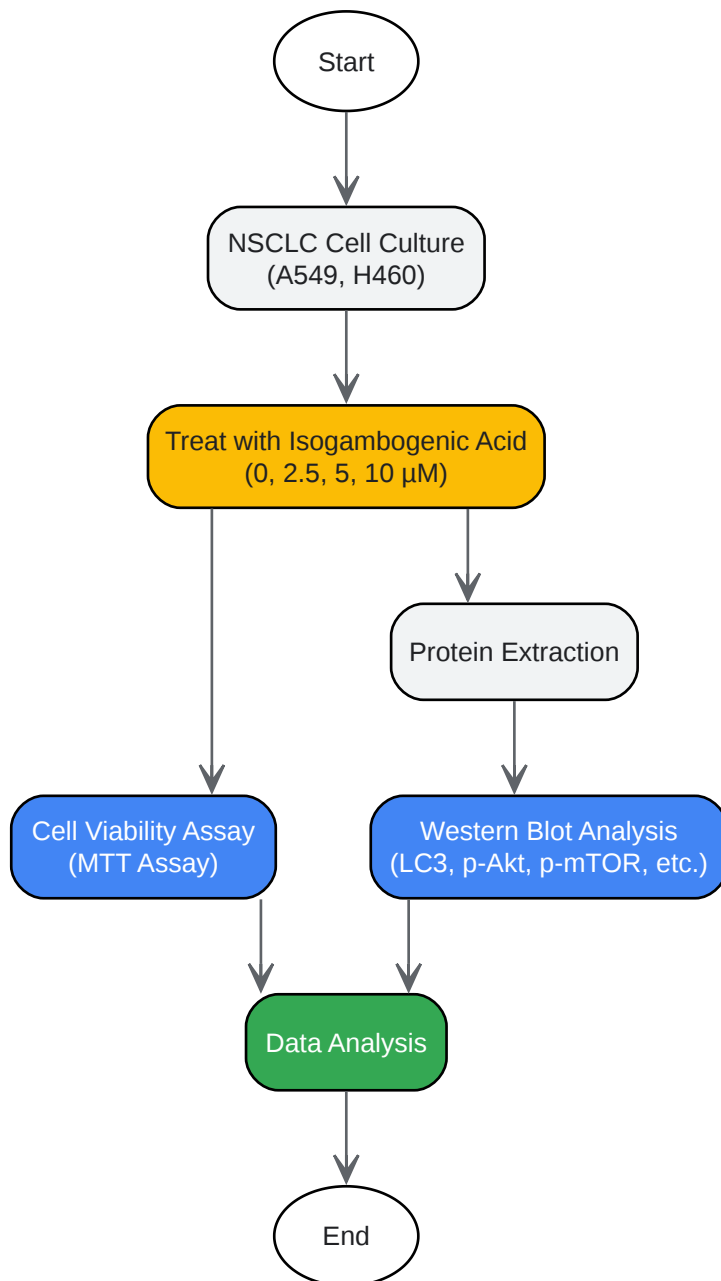 Start
NSCLC Cell Culture
(A549, H460)
Treat with Isogambogenic Acid
(0, 2.5, 5, 10 µM)
Protein Extraction
Cell Viability Assay
(MTT Assay)
Western Blot Analysis
(LC3, p-Akt, p-mTOR, etc.)
Data Analysis
End